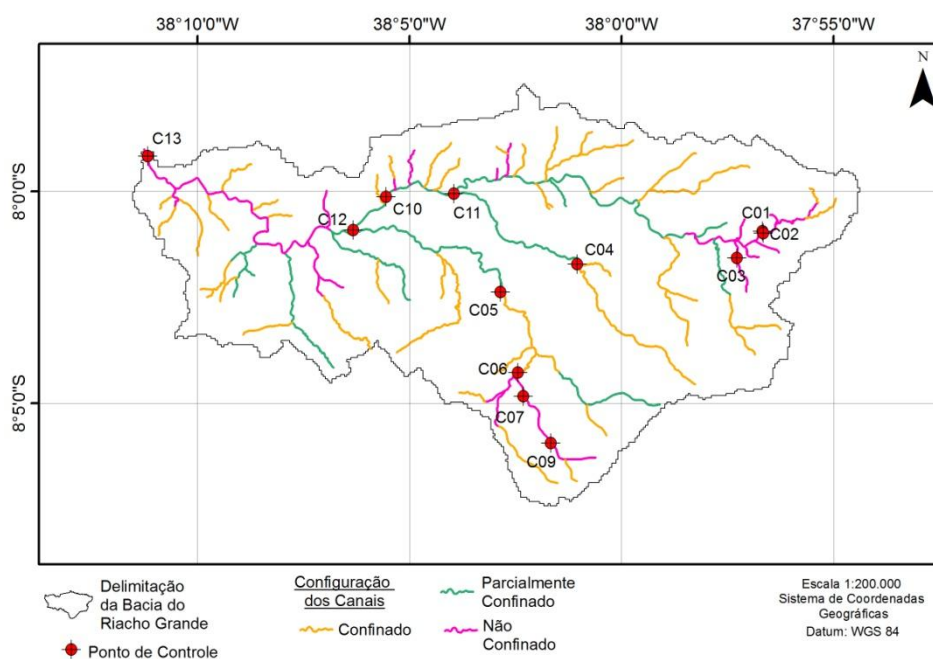 38°10'0"W 38°5'0"W 38°0'0"W 37°55'0"W
N
C13
8°0'0"S
C10
C11
C12
C01
C02
C04
C03
C05
C06
8°5'0"S
C07
C09
Delimitação
da Bacia do
Riacho Grande
Ponto de Controle
Configuração
dos Canais
Confinado
Parcialmente
Confinado
Não
Confinado
Escala 1:200.000
Sistema de Coordenadas
Geográficas
Datum: WGS 84